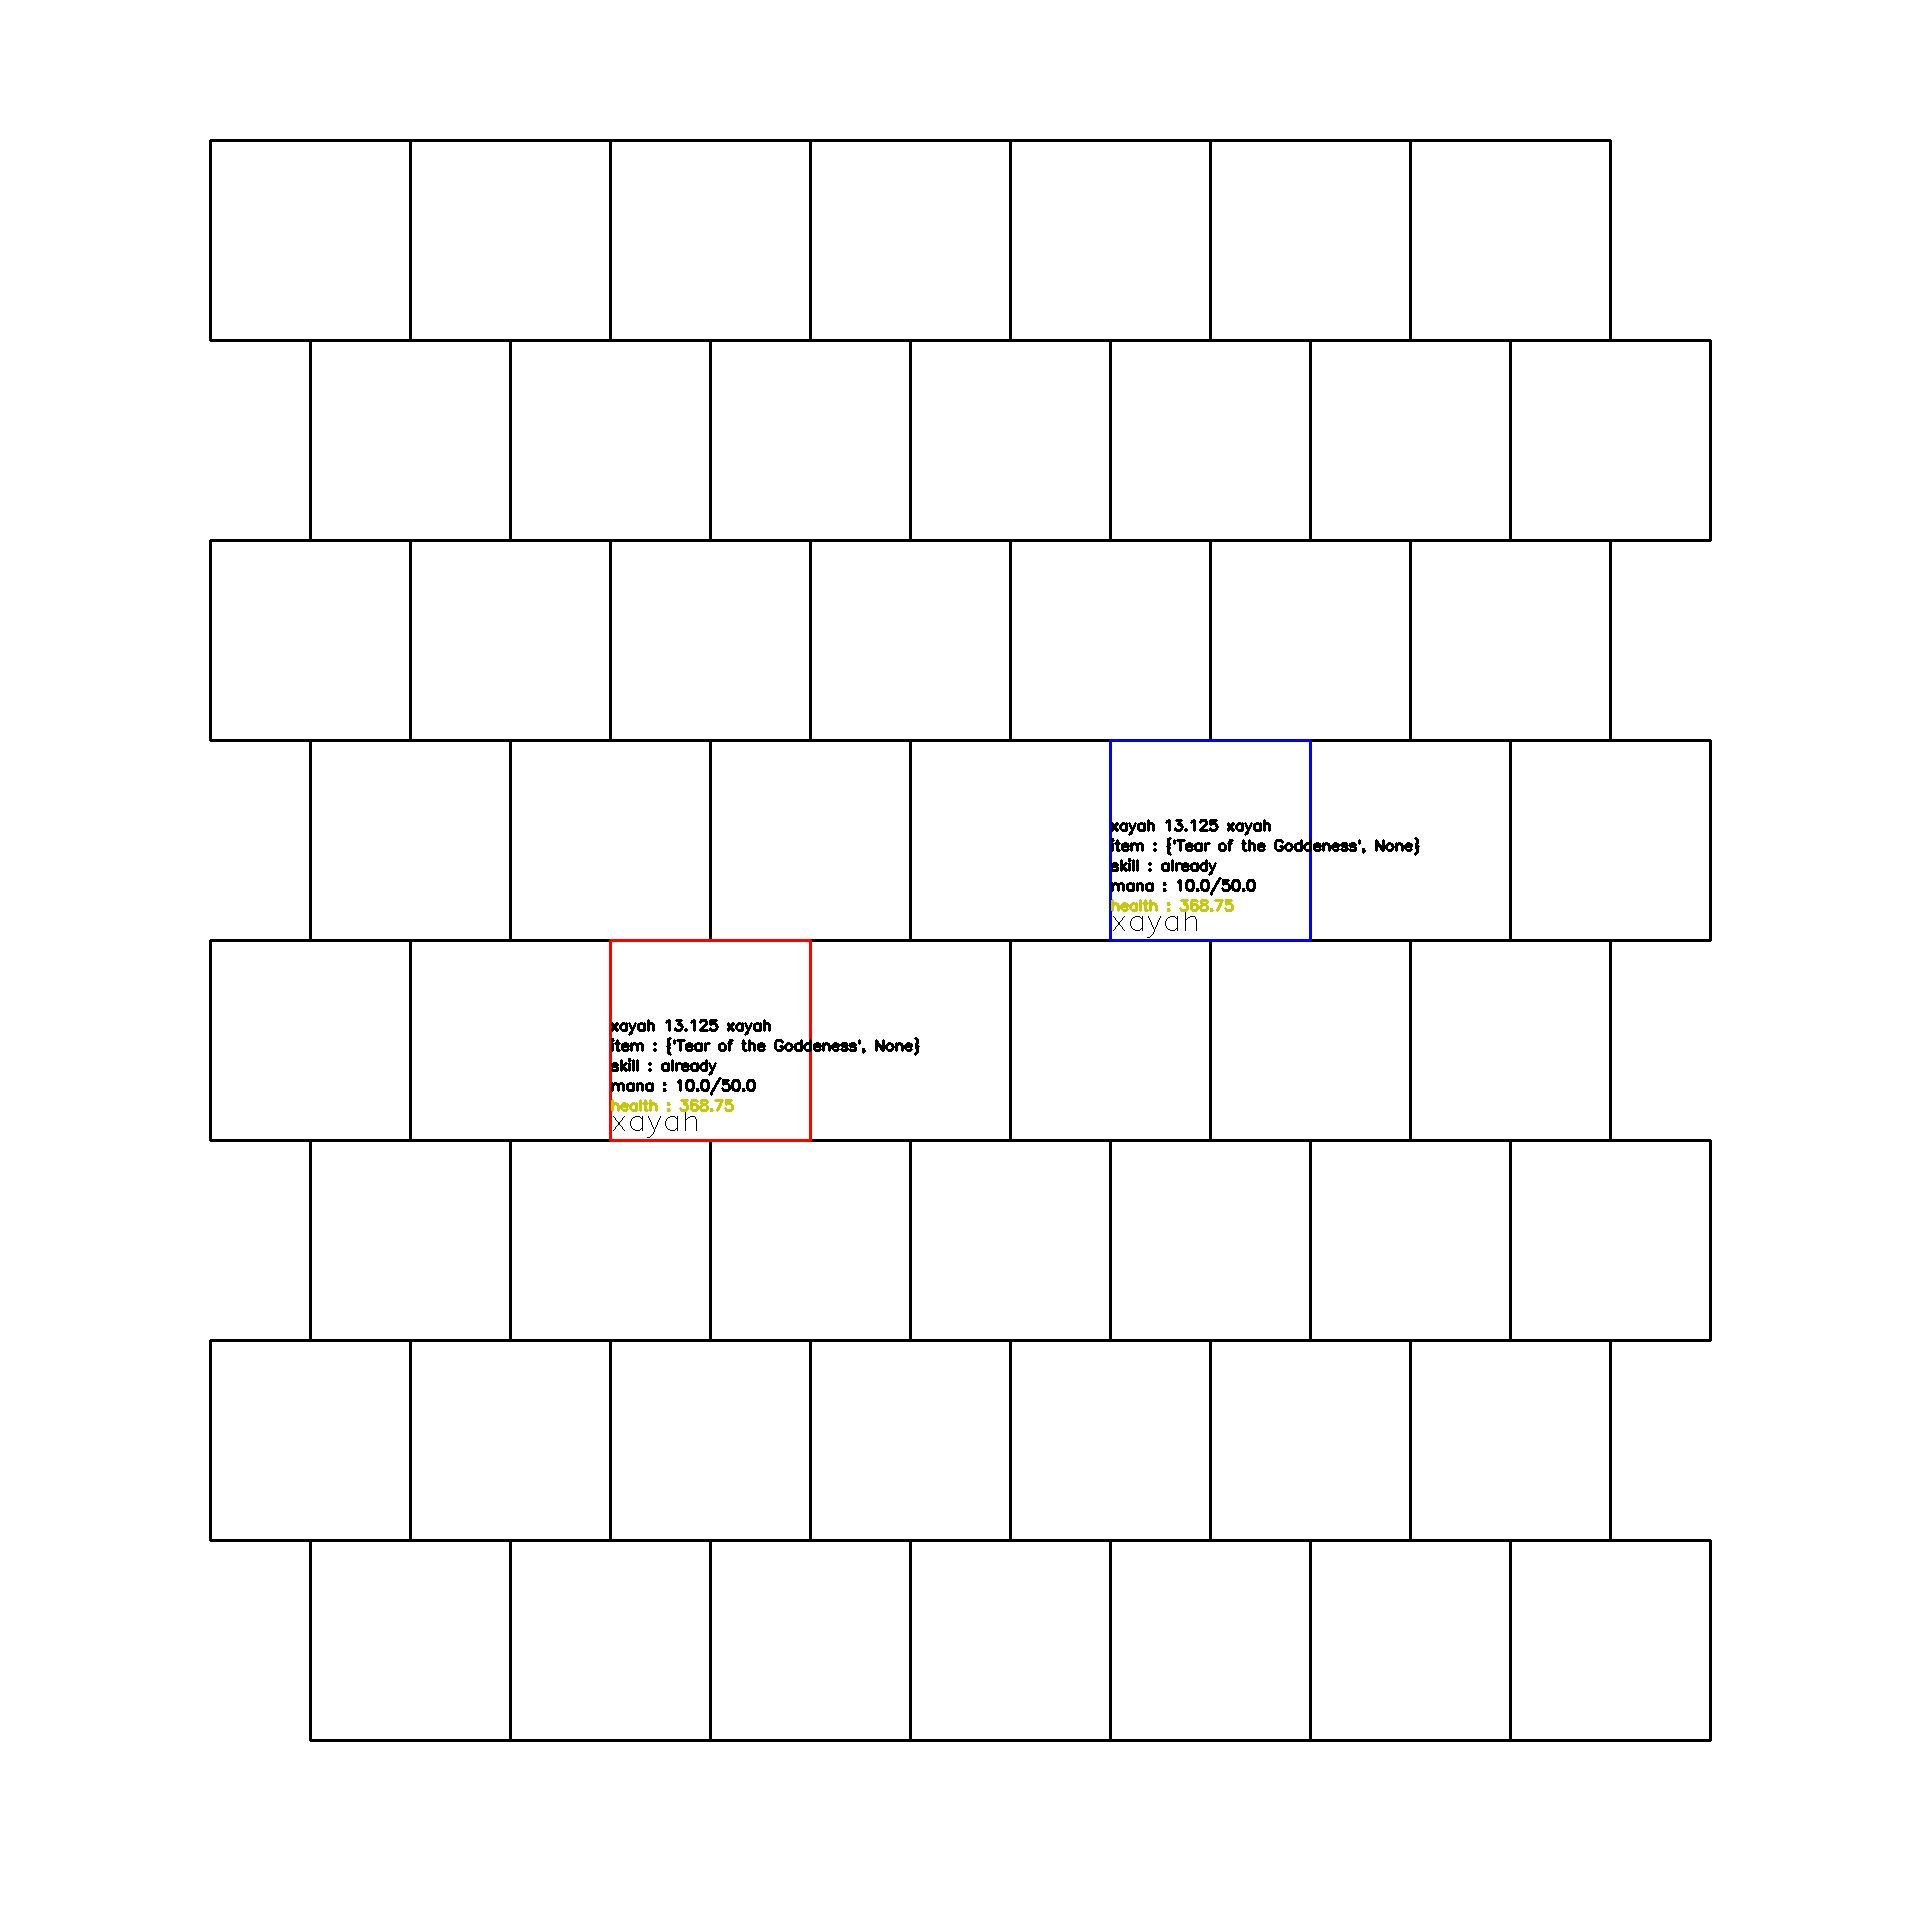 xayah 13.125 xayah
item : {'Tear of the Goddeness', None}
skill : already
mana : 10.0/50.0
health : 368.75
xayah
xayah 13.125 xayah
item : {'Tear of the Goddeness', None}
skill : already
mana : 10.0/50.0
health : 368.75
xayah